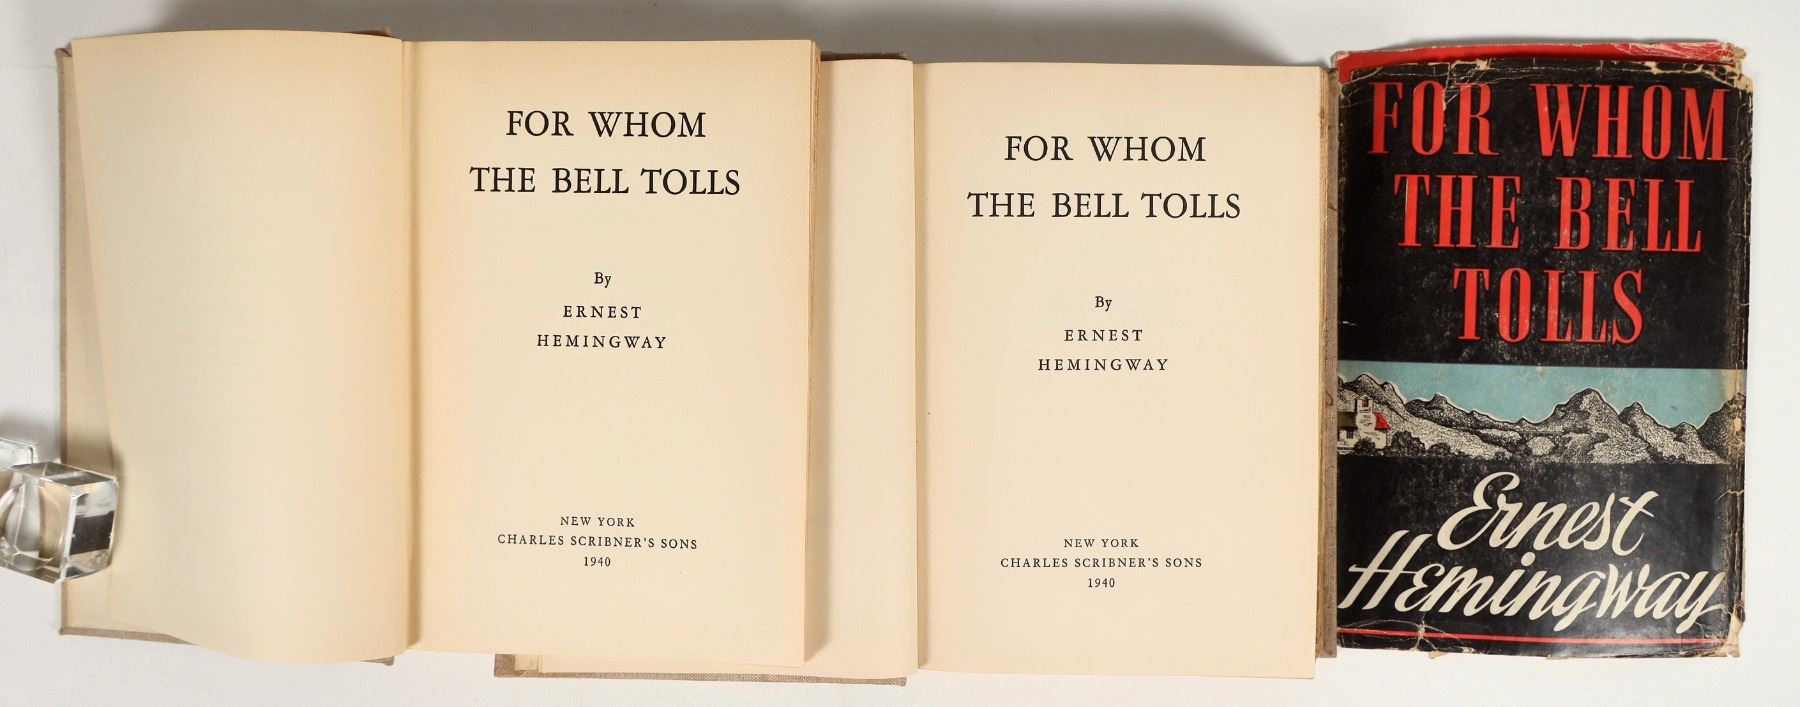 FOR WHOM
THE BELL TOLLS
By
ERNEST
HEMINGWAY
NEW YORK
CHARLES SCRIBNER'S SONS
1940
FOR WHOM
THE BELL TOLLS
By
ERNEST
HEMINGWAY
NEW YORK
CHARLES SCRIBNER'S SONS
1940
FOR WHOM
THE BELL
TOLLS
Ernest
Hemingway